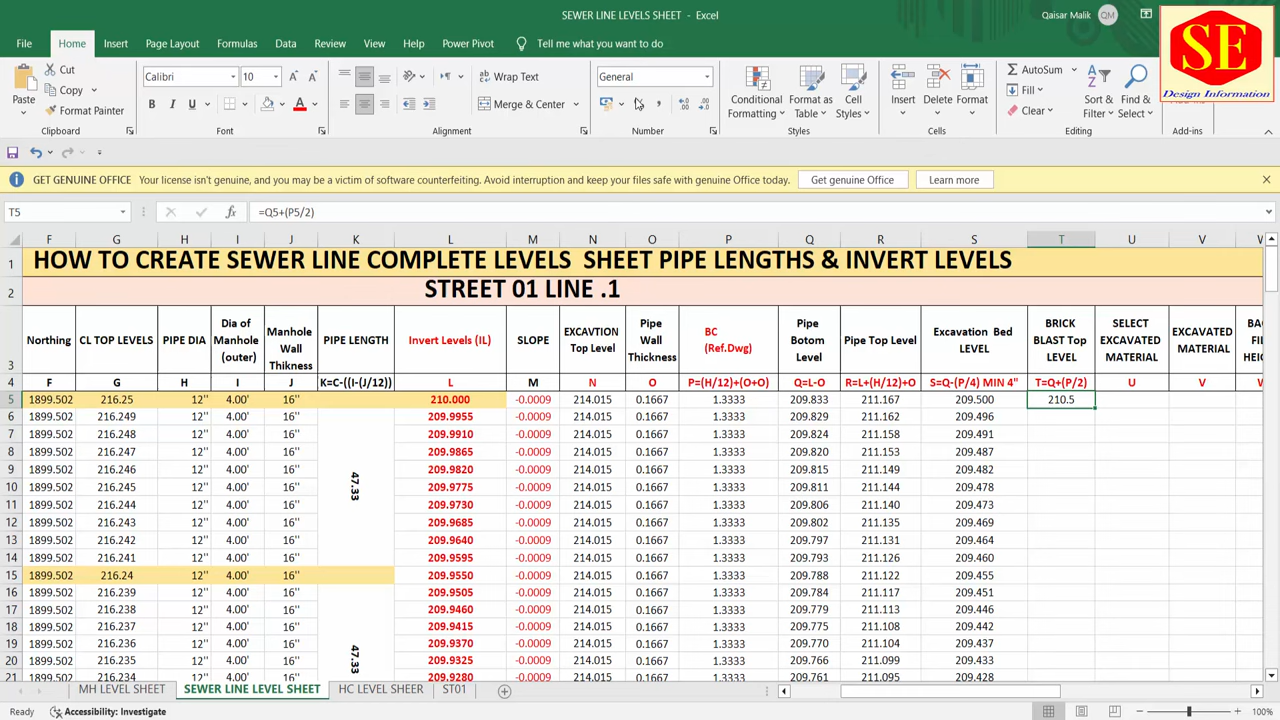 SEWER LINE LEVELS SHEET - Excel
Qaisar Malik QM
SE
Design Information
File Home Insert Page Layout Formulas Data Review View Help Power Pivot Tell me what you want to do
Paste Cut Copy Format Painter Clipboard
Calibri 10 B I U A Font
Wrap Text Merge & Center Alignment
General Number
Conditional Formatting Format as Table Cell Styles Styles
Insert Delete Format Cells
AutoSum Fill Clear Sort & Filter Find & Select Editing
Add-ins
GET GENUINE OFFICE Your license isn't genuine, and you may be a victim of software counterfeiting. Avoid interruption and keep your files safe with genuine Office today. Get genuine Office Learn more
T5 fx =Q5+(P5/2)
F G H I J K L M N O P Q R S T U V W
1 HOW TO CREATE SEWER LINE COMPLETE LEVELS SHEET PIPE LENGTHS & INVERT LEVELS
2 STREET 01 LINE .1
3 Northing CL TOP LEVELS PIPE DIA Dia of Manhole (outer) Manhole Wall Thikness PIPE LENGTH Invert Levels (IL) SLOPE EXCAVTION Top Level Pipe Wall Thickness BC (Ref.Dwg) Pipe Botom Level Pipe Top Level Excavation Bed LEVEL BRICK BLAST Top LEVEL SELECT EXCAVATED MATERIAL EXCAVATED MATERIAL
4 F G H I J K=C-((I-(J/12)) L M N O P=(H/12)+(O+O) Q=L-O R=L+(H/12)+O S=Q-(P/4) MIN 4" T=Q+(P/2) U V W
5 1899.502 216.25 12'' 4.00' 16'' 210.000 -0.0009 214.015 0.1667 1.3333 209.833 211.167 209.500 210.5
6 1899.502 216.248 12'' 4.00' 16'' 209.9955 -0.0009 214.015 0.1667 1.3333 209.829 211.162 209.496
7 1899.502 216.248 12'' 4.00' 16'' 209.9910 -0.0009 214.015 0.1667 1.3333 209.824 211.158 209.491
8 1899.502 216.247 12'' 4.00' 16'' 209.9865 -0.0009 214.015 0.1667 1.3333 209.820 211.153 209.487
9 1899.502 216.246 12'' 4.00' 16'' 209.9820 -0.0009 214.015 0.1667 1.3333 209.815 211.149 209.482
10 1899.502 216.245 12'' 4.00' 16'' 47.33 209.9775 -0.0009 214.015 0.1667 1.3333 209.811 211.144 209.478
11 1899.502 216.244 12'' 4.00' 16'' 209.9730 -0.0009 214.015 0.1667 1.3333 209.806 211.140 209.473
12 1899.502 216.243 12'' 4.00' 16'' 209.9685 -0.0009 214.015 0.1667 1.3333 209.802 211.135 209.469
13 1899.502 216.242 12'' 4.00' 16'' 209.9640 -0.0009 214.015 0.1667 1.3333 209.797 211.131 209.464
14 1899.502 216.241 12'' 4.00' 16'' 209.9595 -0.0009 214.015 0.1667 1.3333 209.793 211.126 209.460
15 1899.502 216.24 12'' 4.00' 16'' 209.9550 -0.0009 214.015 0.1667 1.3333 209.788 211.122 209.455
16 1899.502 216.239 12'' 4.00' 16'' 209.9505 -0.0009 214.015 0.1667 1.3333 209.784 211.117 209.451
17 1899.502 216.238 12'' 4.00' 16'' 209.9460 -0.0009 214.015 0.1667 1.3333 209.779 211.113 209.446
18 1899.502 216.237 12'' 4.00' 16'' 209.9415 -0.0009 214.015 0.1667 1.3333 209.775 211.108 209.442
19 1899.502 216.236 12'' 4.00' 16'' 209.9370 -0.0009 214.015 0.1667 1.3333 209.770 211.104 209.437
20 1899.502 216.235 12'' 4.00' 16'' 47.33 209.9325 -0.0009 214.015 0.1667 1.3333 209.766 211.099 209.433
21 1899.502 216.234 12'' 4.00' 16'' 209.9280 -0.0009 214.015 0.1667 1.3333 209.761 211.095 209.428
MH LEVEL SHEET SEWER LINE LEVEL SHEET HC LEVEL SHEER ST01
Ready Accessibility: Investigate 100%